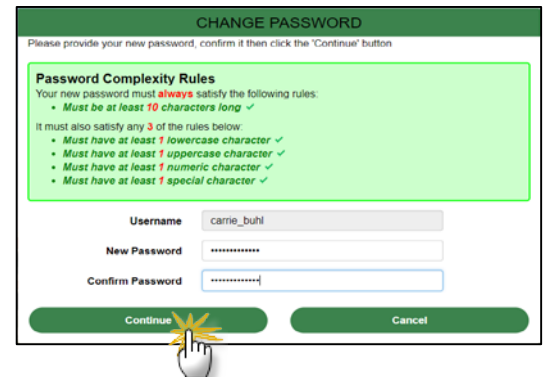 CHANGE PASSWORD
Please provide your new password, confirm it then click the 'Continue' button
Password Complexity Rules
Your new password must always satisfy the following rules:
• Must be at least 10 characters long ✓
It must also satisfy any 3 of the rules below:
• Must have at least 1 lowercase character ✓
• Must have at least 1 uppercase character ✓
• Must have at least 1 numeric character ✓
• Must have at least 1 special character ✓
Username carrie_buhl
New Password •••••••••••••
Confirm Password •••••••••••••
Continue Cancel